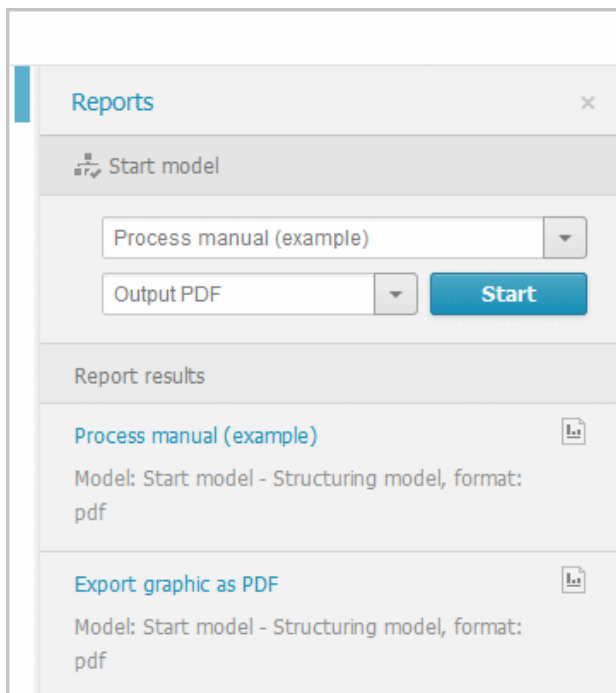 Reports
Start model
Process manual (example)
Output PDF
Start
Report results
Process manual (example)
Model: Start model - Structuring model, format:
pdf
Export graphic as PDF
Model: Start model - Structuring model, format:
pdf